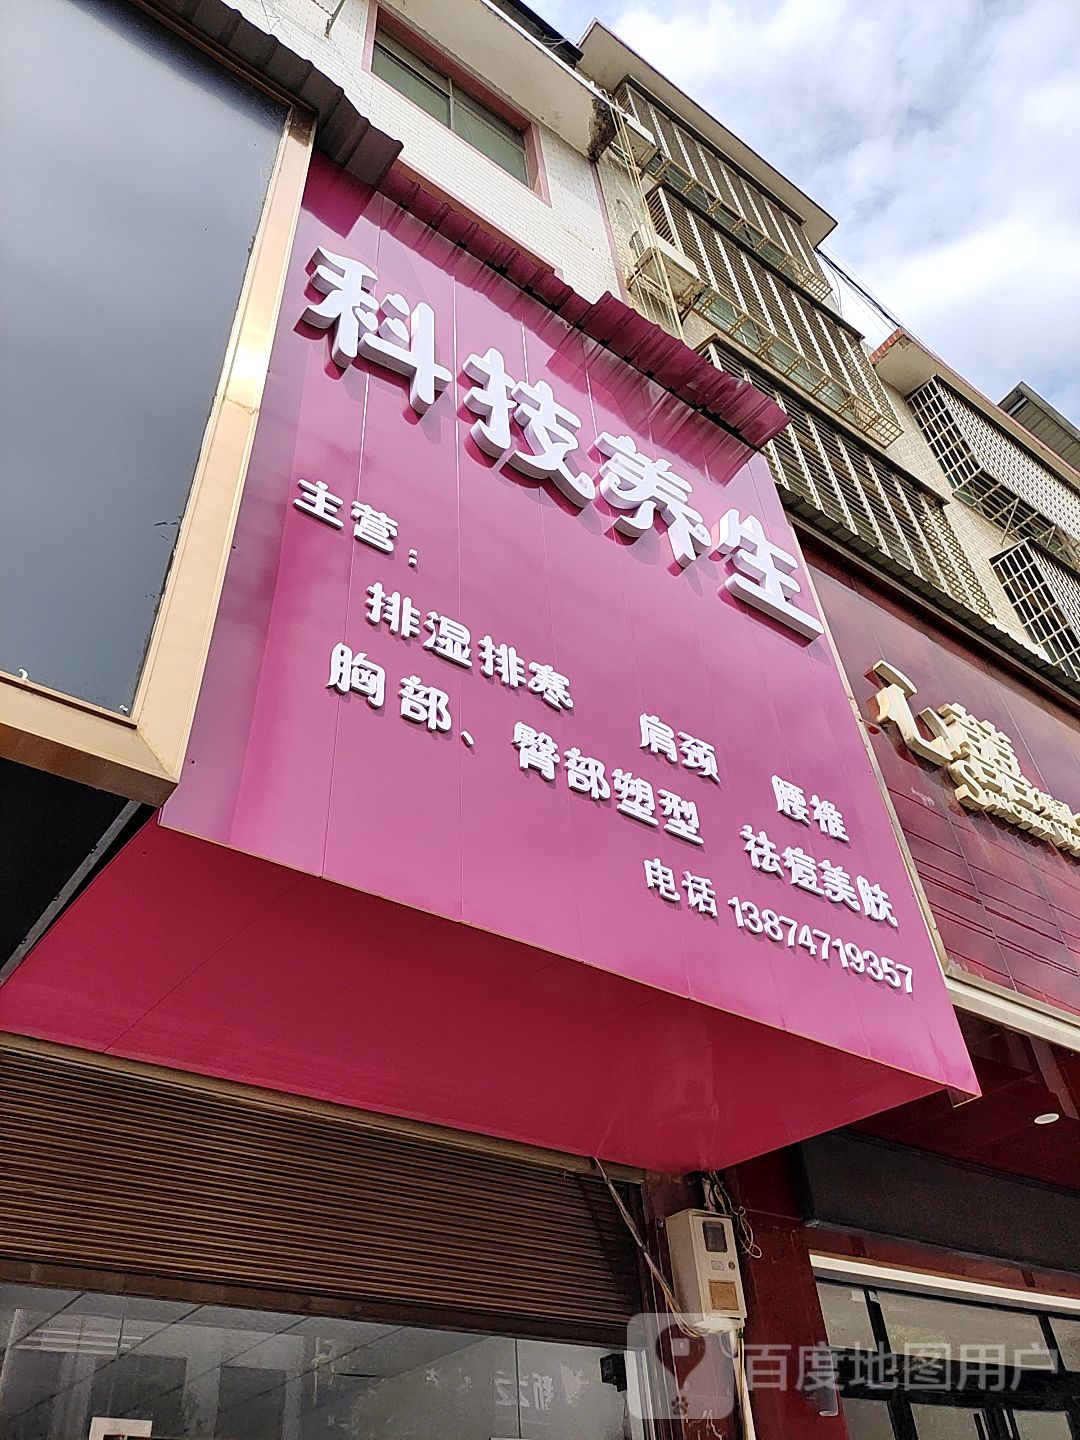 科技养生
主营：
排湿排寒 肩颈 腰椎
胸部、臀部塑型 祛痘美肤
电话 13874719357
百度地图用户